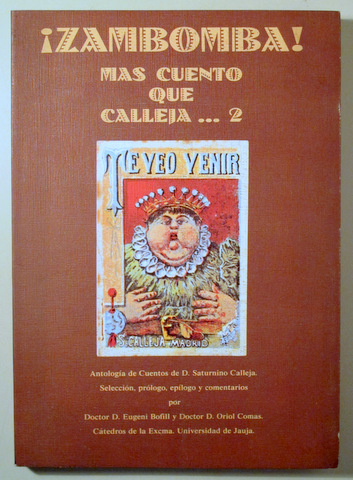 ¡ZAMBOMBA!
MAS CUENTO
QUE
CALLEJA ... 2
TE VEO VENIR
S. CALLEJA MADRID
Antología de Cuentos de D. Saturnino Calleja.
Selección, prólogo, epílogo y comentarios
por
Doctor D. Eugeni Bofill y Doctor D. Oriol Comas.
Cátedros de la Excma. Universidad de Jauja.